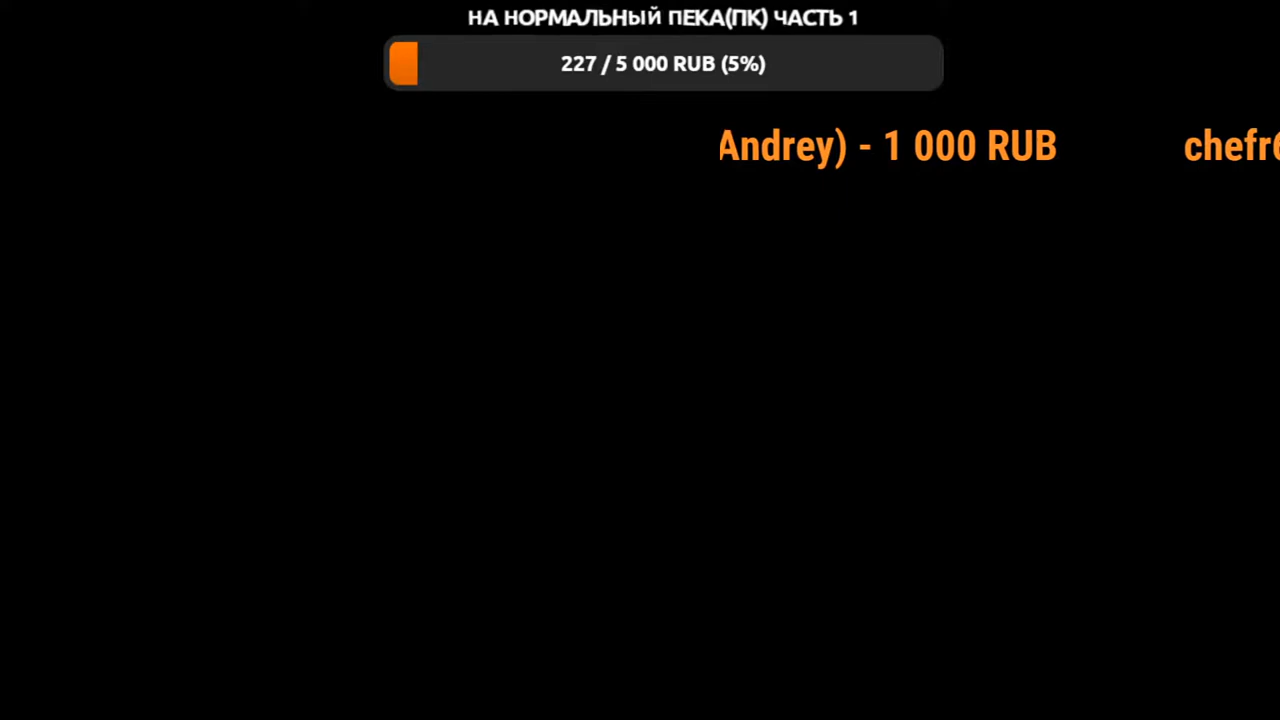 НА НОРМАЛЬНЫЙ ПЕКА(ПК) ЧАСТЬ 1
227 / 5 000 RUB (5%)
Andrey) - 1 000 RUB